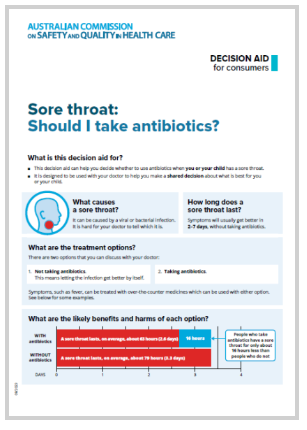 AUSTRALIAN COMMISSION
ON SAFETY AND QUALITY IN HEALTH CARE
DECISION AID
for consumers
Sore throat:
Should I take antibiotics?
What is this decision aid for?
▪ This decision aid can help you decide whether to use antibiotics when you or your child has a sore throat.
▪ It is designed to be used with your doctor to help you make a shared decision about what is best for you
or your child.
What causes
a sore throat?
It can be caused by a viral or bacterial infection.
It is hard for your doctor to tell which it is.
How long does a
sore throat last?
Symptoms will usually get better in
2–7 days, without taking antibiotics.
What are the treatment options?
There are two options that you can discuss with your doctor:
1. Not taking antibiotics.
This means letting the infection get better by itself.
2. Taking antibiotics.
Symptoms, such as fever, can be treated with over-the-counter medicines which can be used with either option.
See below for some examples.
What are the likely benefits and harms of each option?
WITH
antibiotics
A sore throat lasts, on average, about 63 hours (2.6 days)
16 hours
People who take
antibiotics have a sore
throat for only about
16 hours less than
people who do not
WITHOUT
antibiotics
A sore throat lasts, on average, about 79 hours (3.3 days)
DAYS 0 1 2 3 4